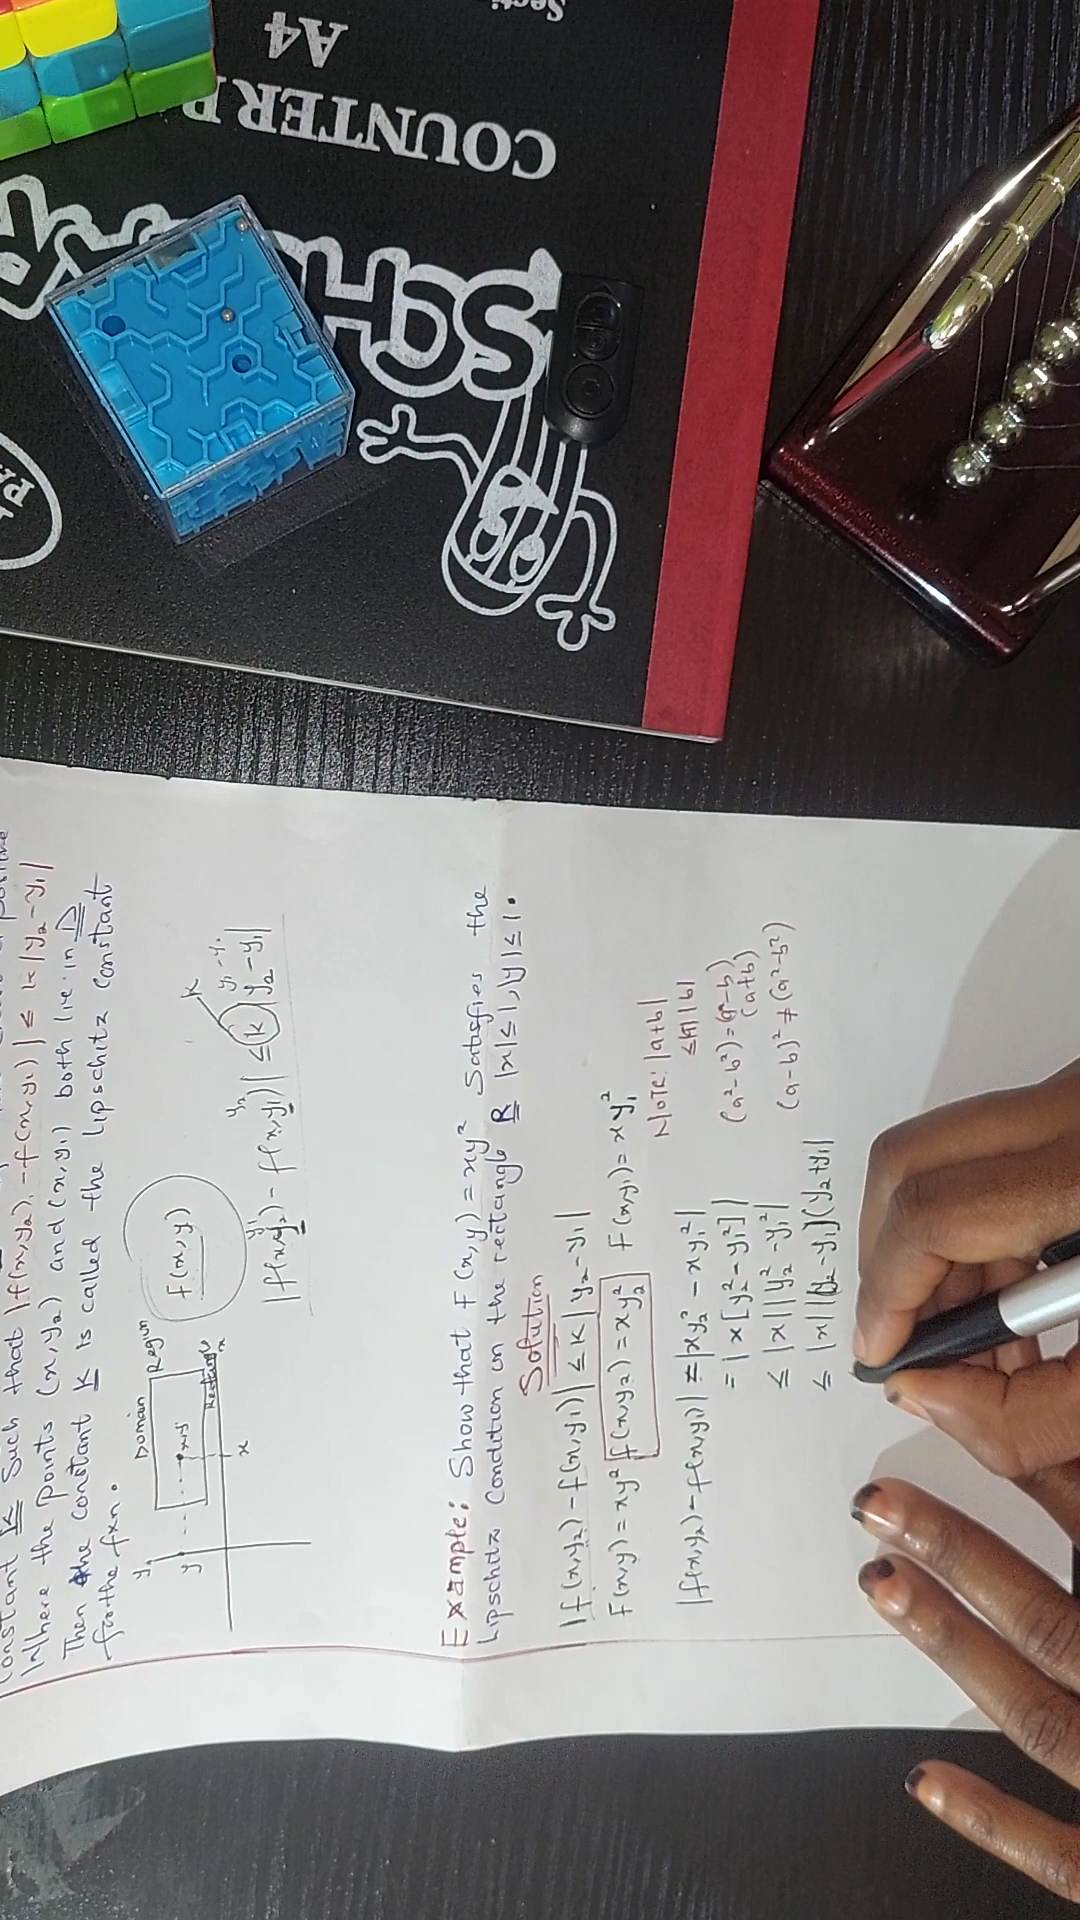 Constant K Such that |f(x,y₂) - f(x,y₁)| ≤ K|y₂-y₁|
Where the points (x,y₂) and (x,y₁) both lie in D
Then the constant K is called the Lipschitz constant
for the fxn.
Domain Region
y
y
x,y
Rectangle
x
x
F(x,y)
K
y₁ y₂ y₁-y₂
|f(x,y₂) - f(x,y₁)| ≤ K|y₂-y₁|
Example: Show that F(x,y) = xy² Satisfies the
Lipschitz Condition on the rectangle R |x|≤1, |y|≤1.
Solution
|f(x,y₂) - f(x,y₁)| ≤ K|y₂-y₁|
F(x,y) = xy² f(x,y₂) = xy₂² F(x,y₁) = xy₁²
|f(x,y₂) - f(x,y₁)| = |xy₂² - xy₁²|
= |x[y₂²-y₁²]|
≤ |x||y₂²-y₁²|
≤ |x||(y₂-y₁)(y₂+y₁|
Note: |a+b|
≤|a||b|
(a²-b²)=(a-b)
(a+b)
(a-b)²≠(a²-b²)
COUNTER
A4
SCH